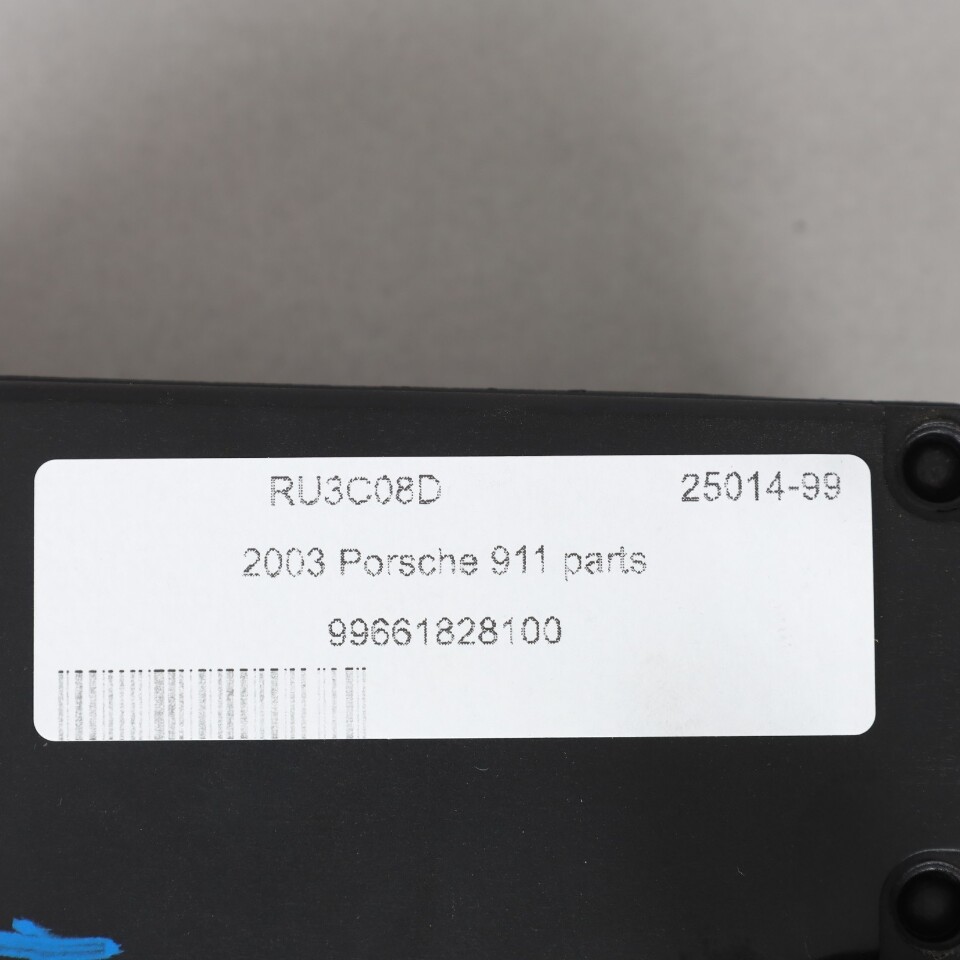 RU3C08D 25014-99
2003 Porsche 911 parts
99661828100